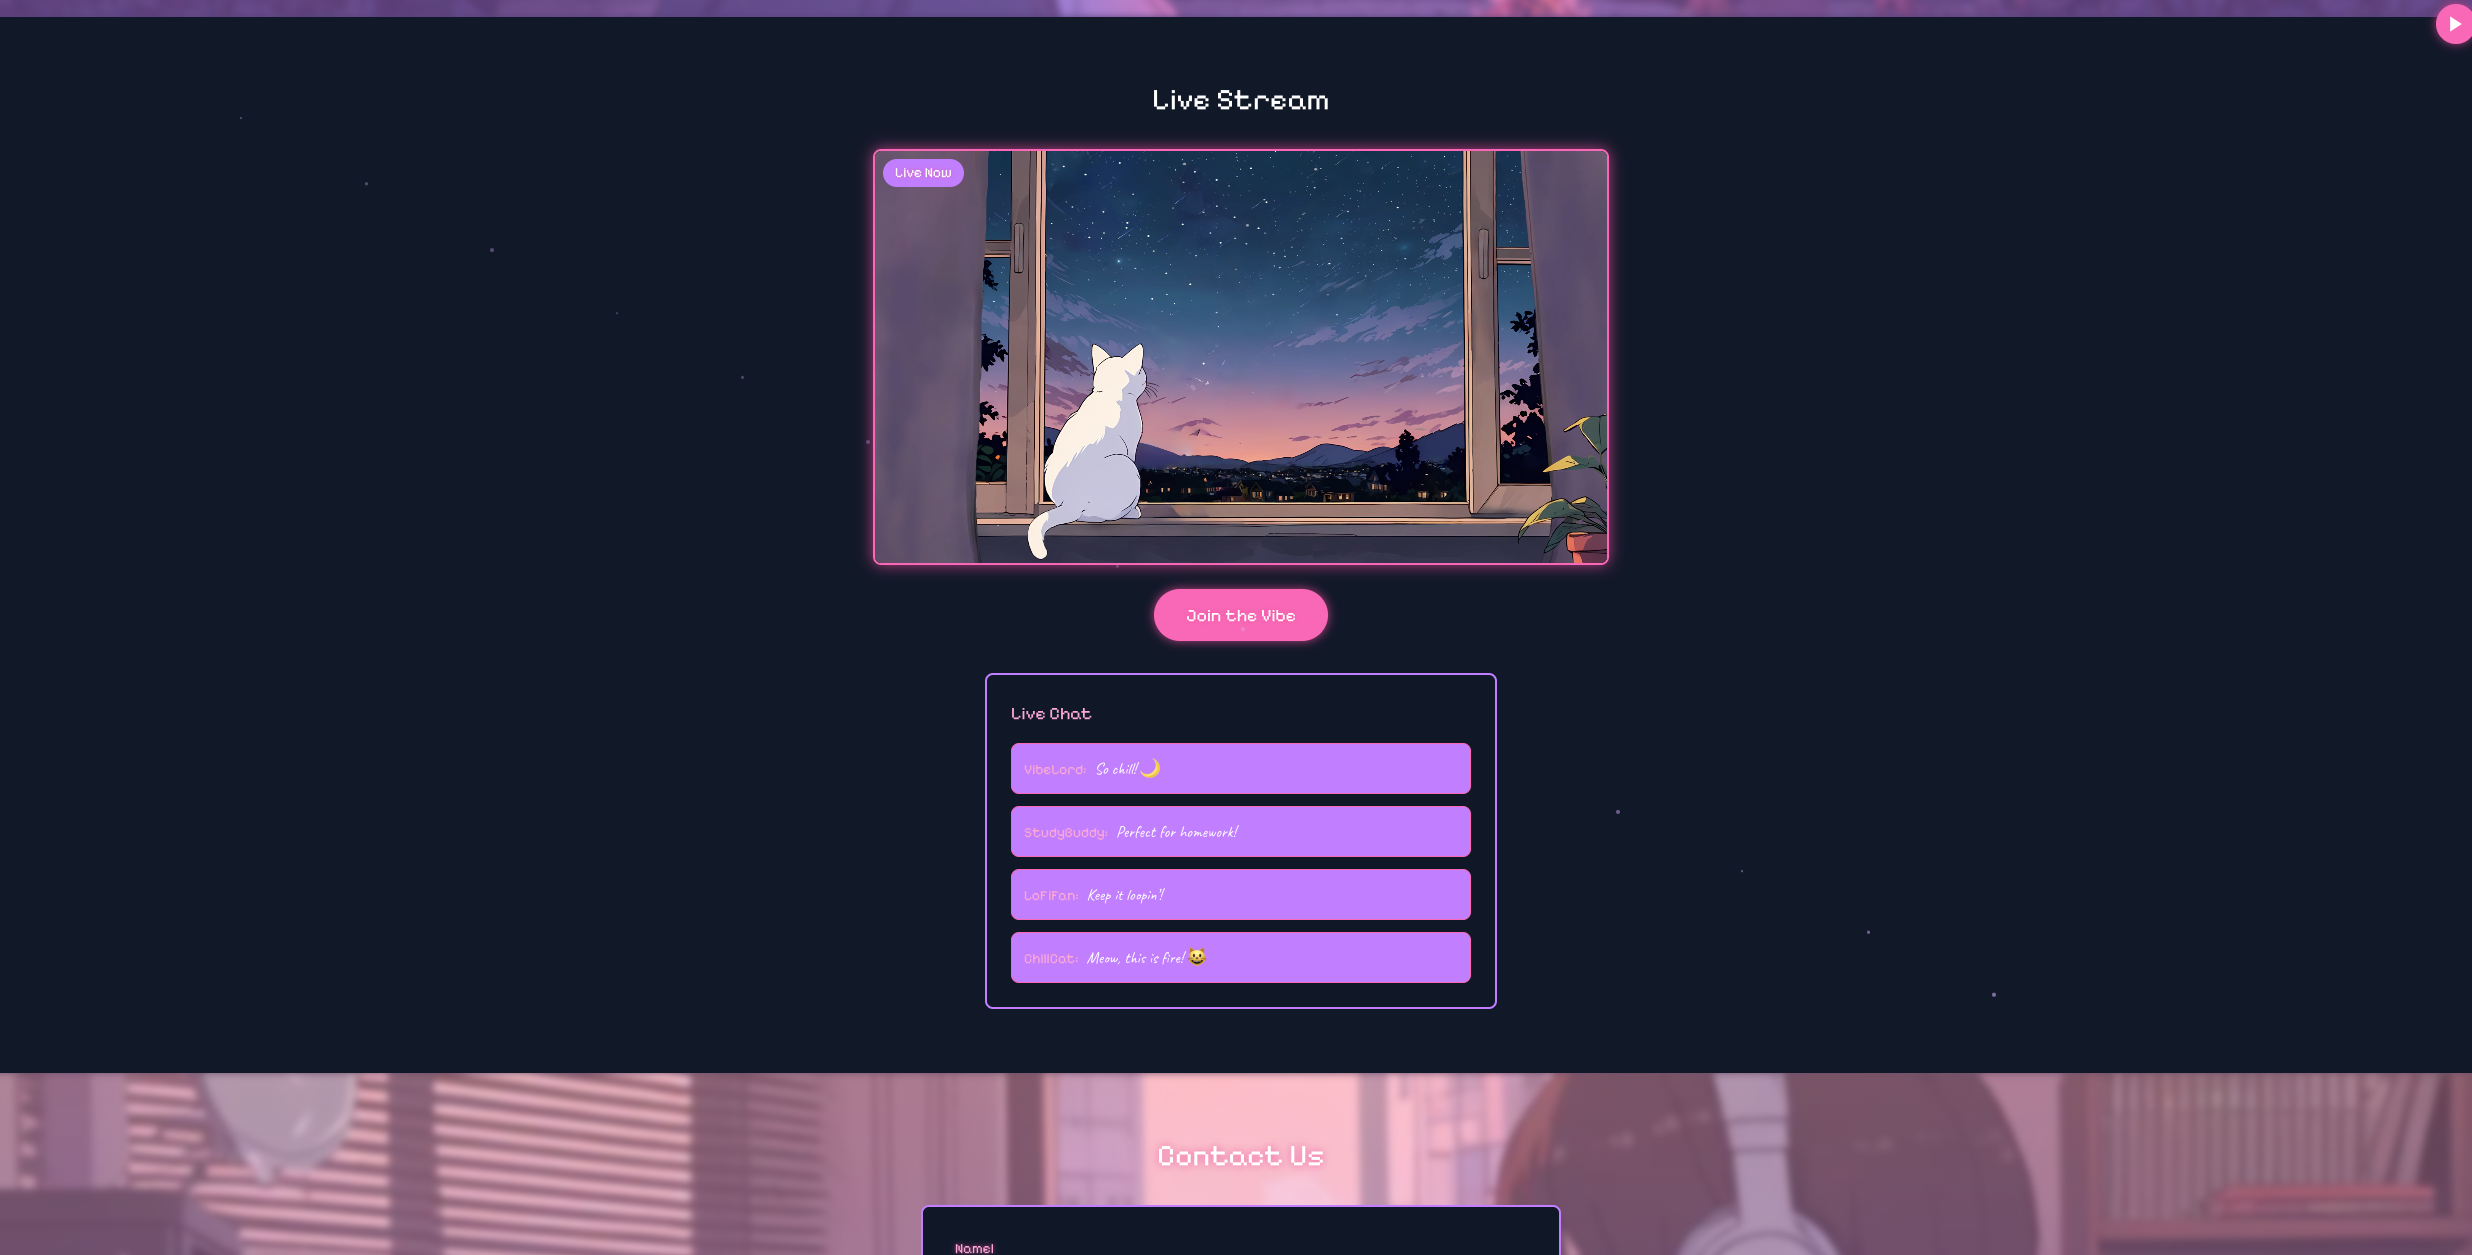 Live Stream
Live Now
Join the Vibe
Live Chat
VibeLord: So chill! 🌙
StudyBuddy: Perfect for homework!
LoFiFan: Keep it loopin'!
ChillCat: Meow, this is fire! 😺
Contact Us
Name